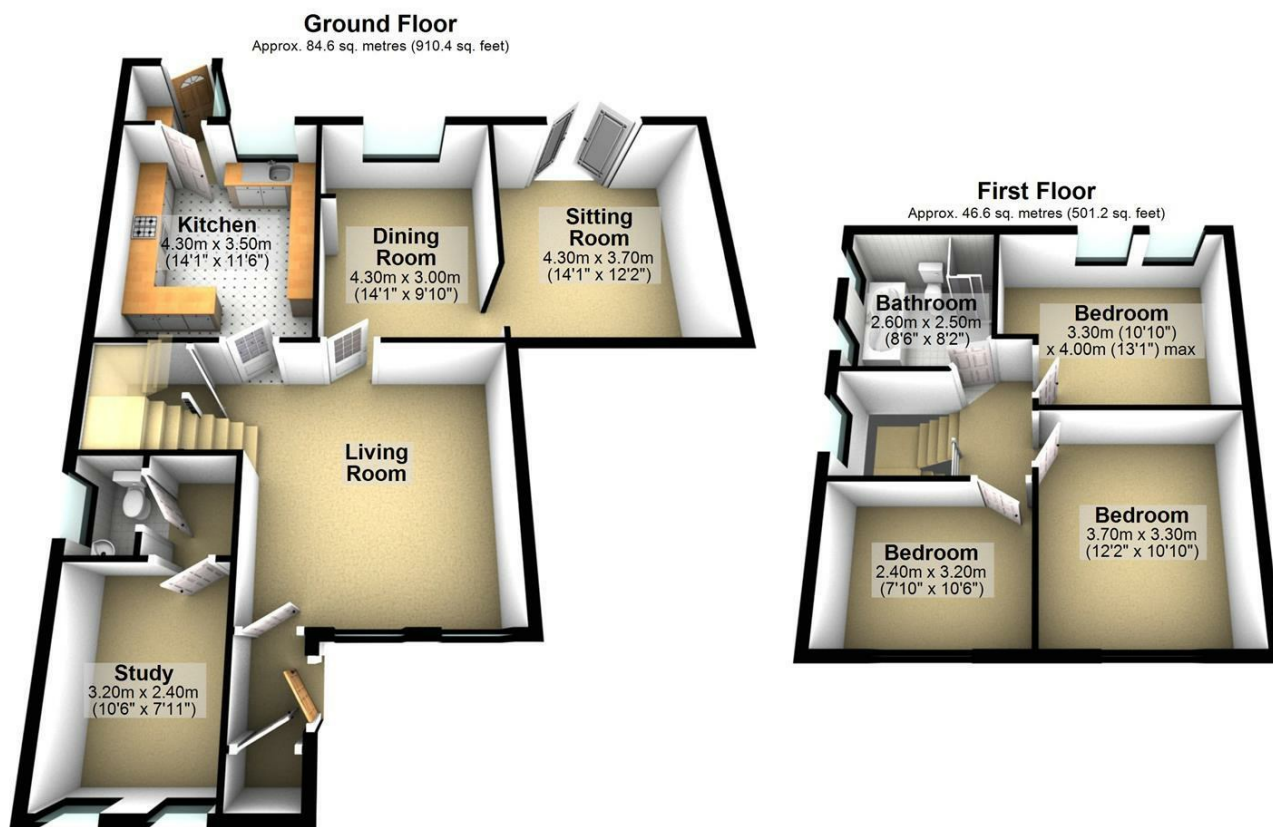 Ground Floor
Approx. 84.6 sq. metres (910.4 sq. feet)
Kitchen
4.30m x 3.50m
(14'1" x 11'6")
Dining
Room
4.30m x 3.00m
(14'1" x 9'10")
Sitting
Room
4.30m x 3.70m
(14'1" x 12'2")
Living
Room
Study
3.20m x 2.40m
(10'6" x 7'11")
First Floor
Approx. 46.6 sq. metres (501.2 sq. feet)
Bathroom
2.60m x 2.50m
(8'6" x 8'2")
Bedroom
3.30m (10'10")
x 4.00m (13'1") max
Bedroom
2.40m x 3.20m
(7'10" x 10'6")
Bedroom
3.70m x 3.30m
(12'2" x 10'10")